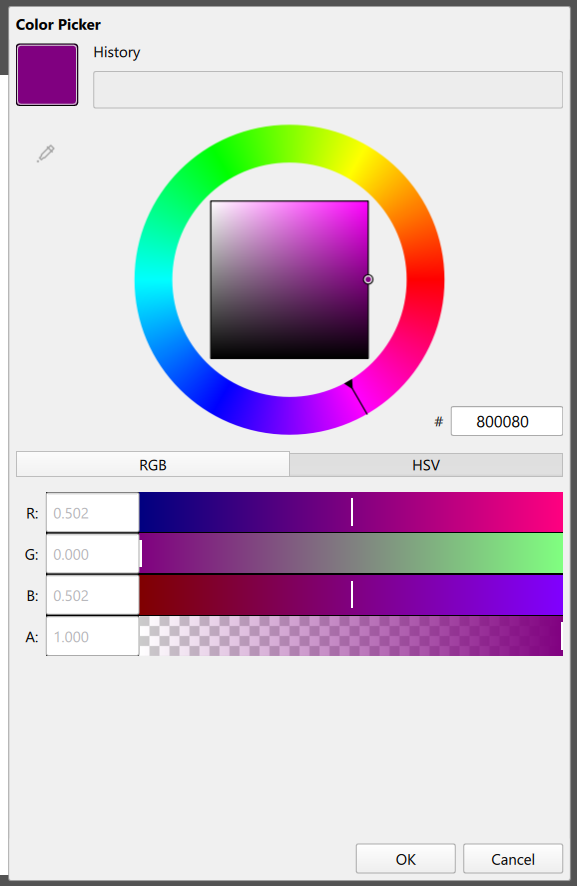 Color Picker
History
# 800080
RGB HSV
R: 0.502
G: 0.000
B: 0.502
A: 1.000
OK Cancel